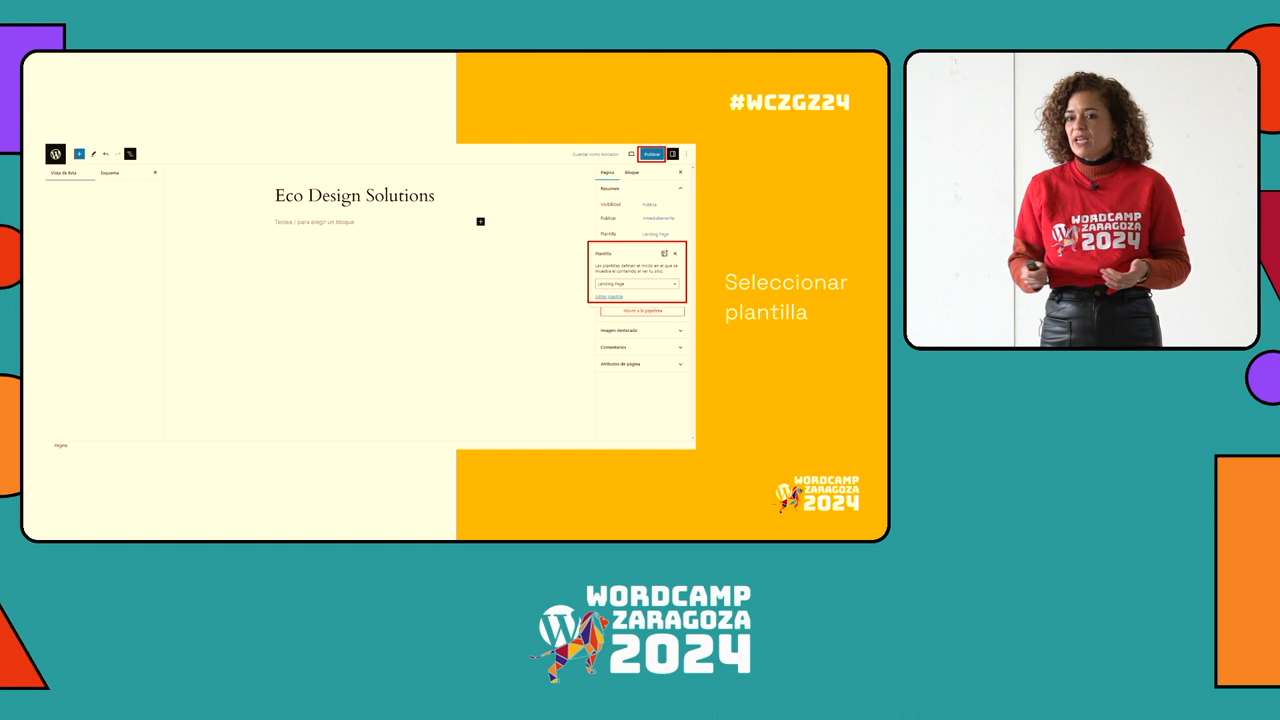 #WCZGZ24
Guardar como borrador
Publicar
Vista de lista
Esquema
Página
Bloque
Resumen
Eco Design Solutions
Visibilidad
Pública
Teclea / para elegir un bloque
Publicar
Inmediatamente
Plantilla
Landing Page
Plantilla
Las plantillas definen el modo en el que se
muestra el contenido al ver tu sitio.
Landing Page
Editar plantilla
Mover a la papelera
Imagen destacada
Comentarios
Atributos de página
Página
Seleccionar
plantilla
WORDCAMP
ZARAGOZA
2024
WORDCAMP
ZARAGOZA
2024
WORDCAMP
ZARAGOZA
2024